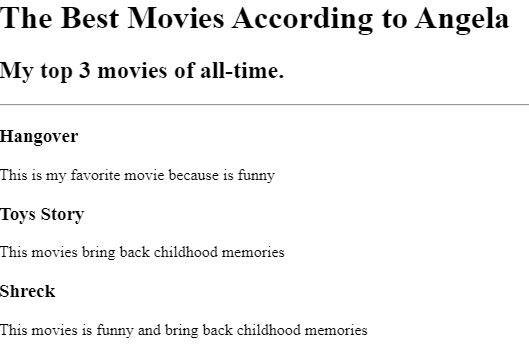 The Best Movies According to Angela
My top 3 movies of all-time.
Hangover
This is my favorite movie because is funny
Toys Story
This movies bring back childhood memories
Shreck
This movies is funny and bring back childhood memories